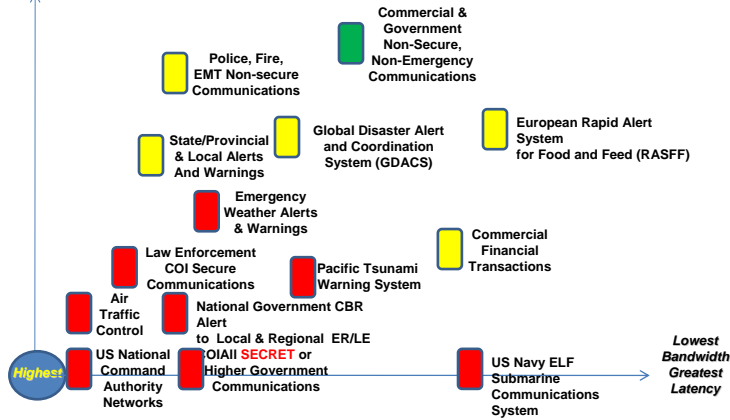 Commercial &
Government
Non-Secure,
Non-Emergency
Communications
Police, Fire,
EMT Non-secure
Communications
European Rapid Alert
System
for Food and Feed (RASFF)
Global Disaster Alert
and Coordination
System (GDACS)
State/Provincial
& Local Alerts
And Warnings
Emergency
Weather Alerts
& Warnings
Commercial
Financial
Transactions
Law Enforcement
COI Secure
Communications
Pacific Tsunami
Warning System
Air
Traffic
Control
National Government CBR
Alert
to Local & Regional ER/LE
COIAll SECRET or
Higher Government
Communications
US National
Command
Authority
Networks
US Navy ELF
Submarine
Communications
System
Highest
Lowest
Bandwidth
Greatest
Latency